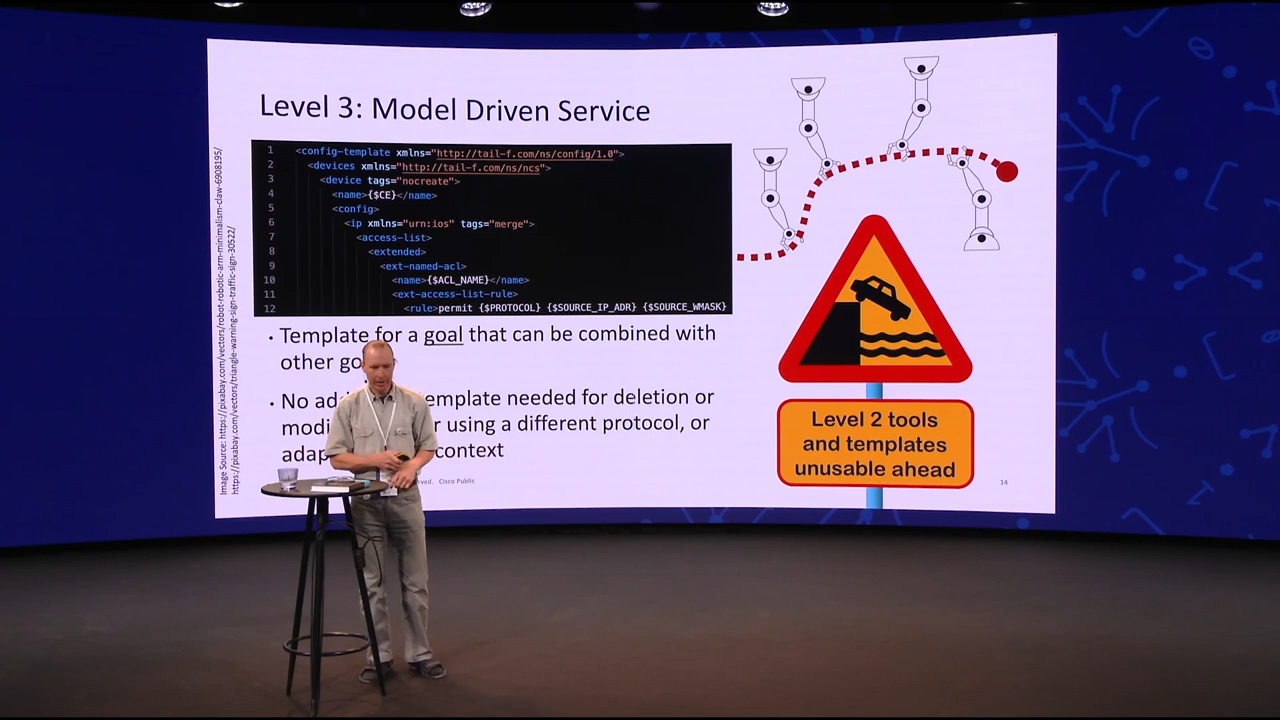 Level 3: Model Driven Service
1 <config-template xmlns="http://tail-f.com/ns/config/1.0">
2 <devices xmlns="http://tail-f.com/ns/ncs">
3 <device tags="nocreate">
4 <name>{$CE}</name>
5 <config>
6 <ip xmlns="urn:ios" tags="merge">
7 <access-list>
8 <extended>
9 <ext-named-acl>
10 <name>{$ACL_NAME}</name>
11 <ext-access-list-rule>
12 <rule>permit {$PROTOCOL} {$SOURCE_IP_ADR} {$SOURCE_WMASK}
• Template for a goal that can be combined with
other go
• No ad emplate needed for deletion or
modi r using a different protocol, or
adap context
rved. Cisco Public
14
Image Source: https://pixabay.com/vectors/robot-robotic-arm-minimalism-claw-6908195/
https://pixabay.com/vectors/triangle-warning-sign-traffic-sign-30522/
Level 2 tools
and templates
unusable ahead